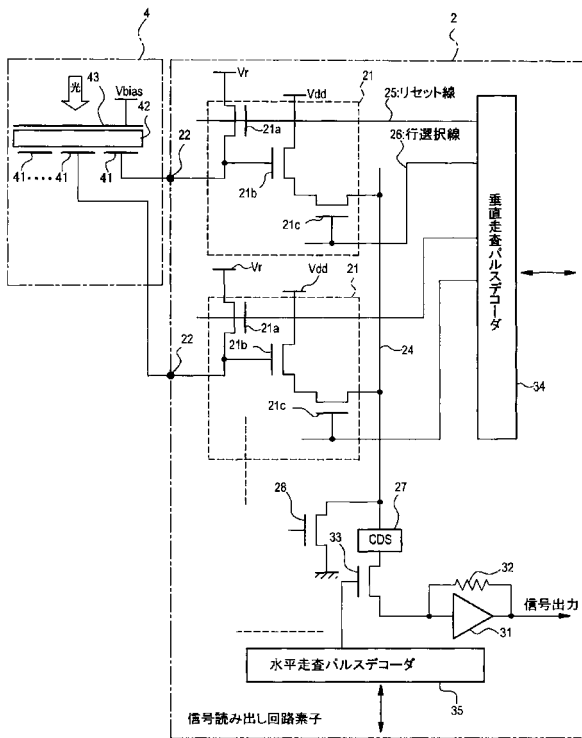 4
2
光
43
Vbias
42
41
41
41
22
Vr
Vdd
21
21a
21b
21c
25:リセット線
26:行選択線
垂直走査パルスデコーダ
34
Vr
Vdd
21
21a
21b
21c
22
24
28
27
CDS
33
32
31
信号出力
水平走査パルスデコーダ
35
信号読み出し回路素子